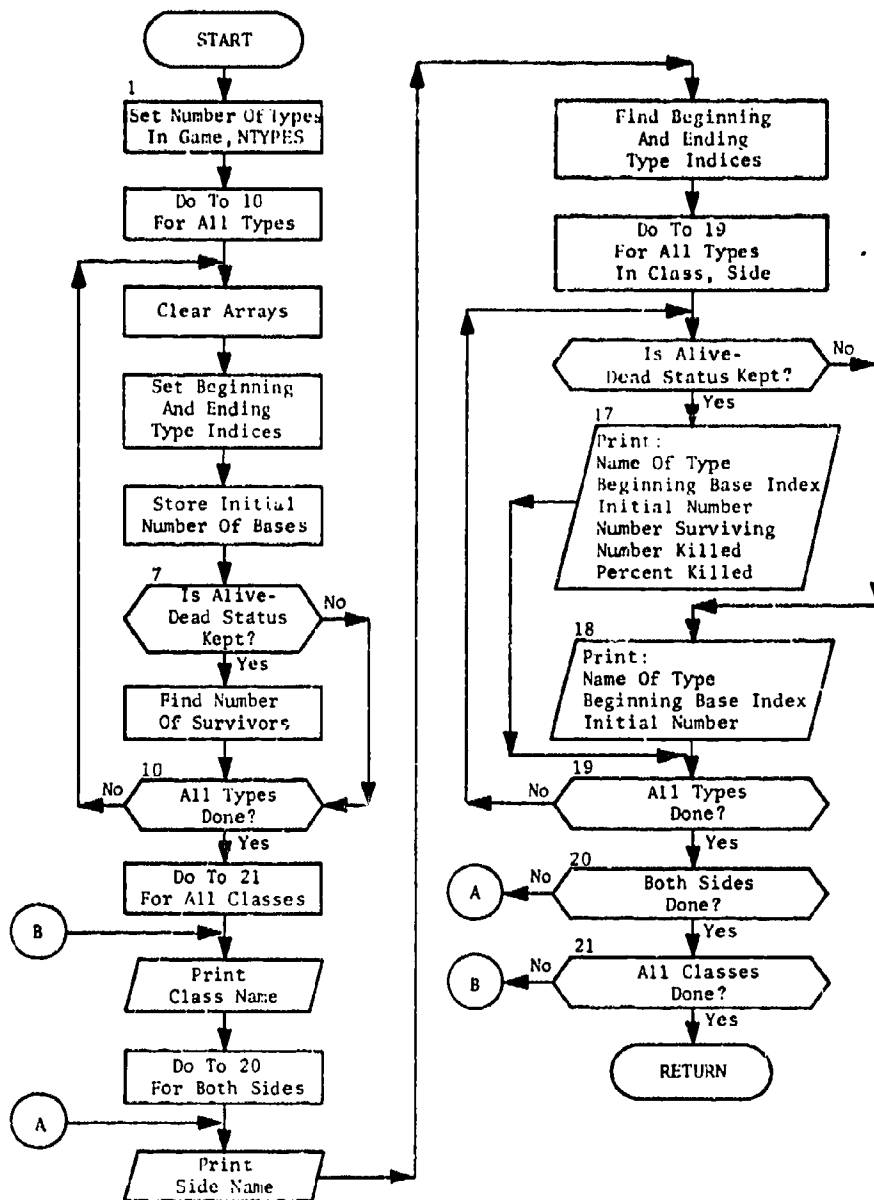 START
1
Set Number Of Types
In Game, NTYPES
Do To 10
For All Types
Clear Arrays
Set Beginning
And Ending
Type Indices
Store Initial
Number Of Bases
7
Is Alive-
Dead Status
Kept?
No
Yes
Find Number
Of Survivors
10
All Types
Done?
No
Yes
Do To 21
For All Classes
B
Print
Class Name
Do To 20
For Both Sides
A
Print
Side Name
Find Beginning
And Ending
Type Indices
Do To 19
For All Types
In Class, Side
Is Alive-
Dead Status Kept?
No
Yes
17
Print:
Name Of Type
Beginning Base Index
Initial Number
Number Surviving
Number Killed
Percent Killed
18
Print:
Name Of Type
Beginning Base Index
Initial Number
19
All Types
Done?
No
Yes
20
Both Sides
Done?
No
A
Yes
21
All Classes
Done?
No
B
Yes
RETURN